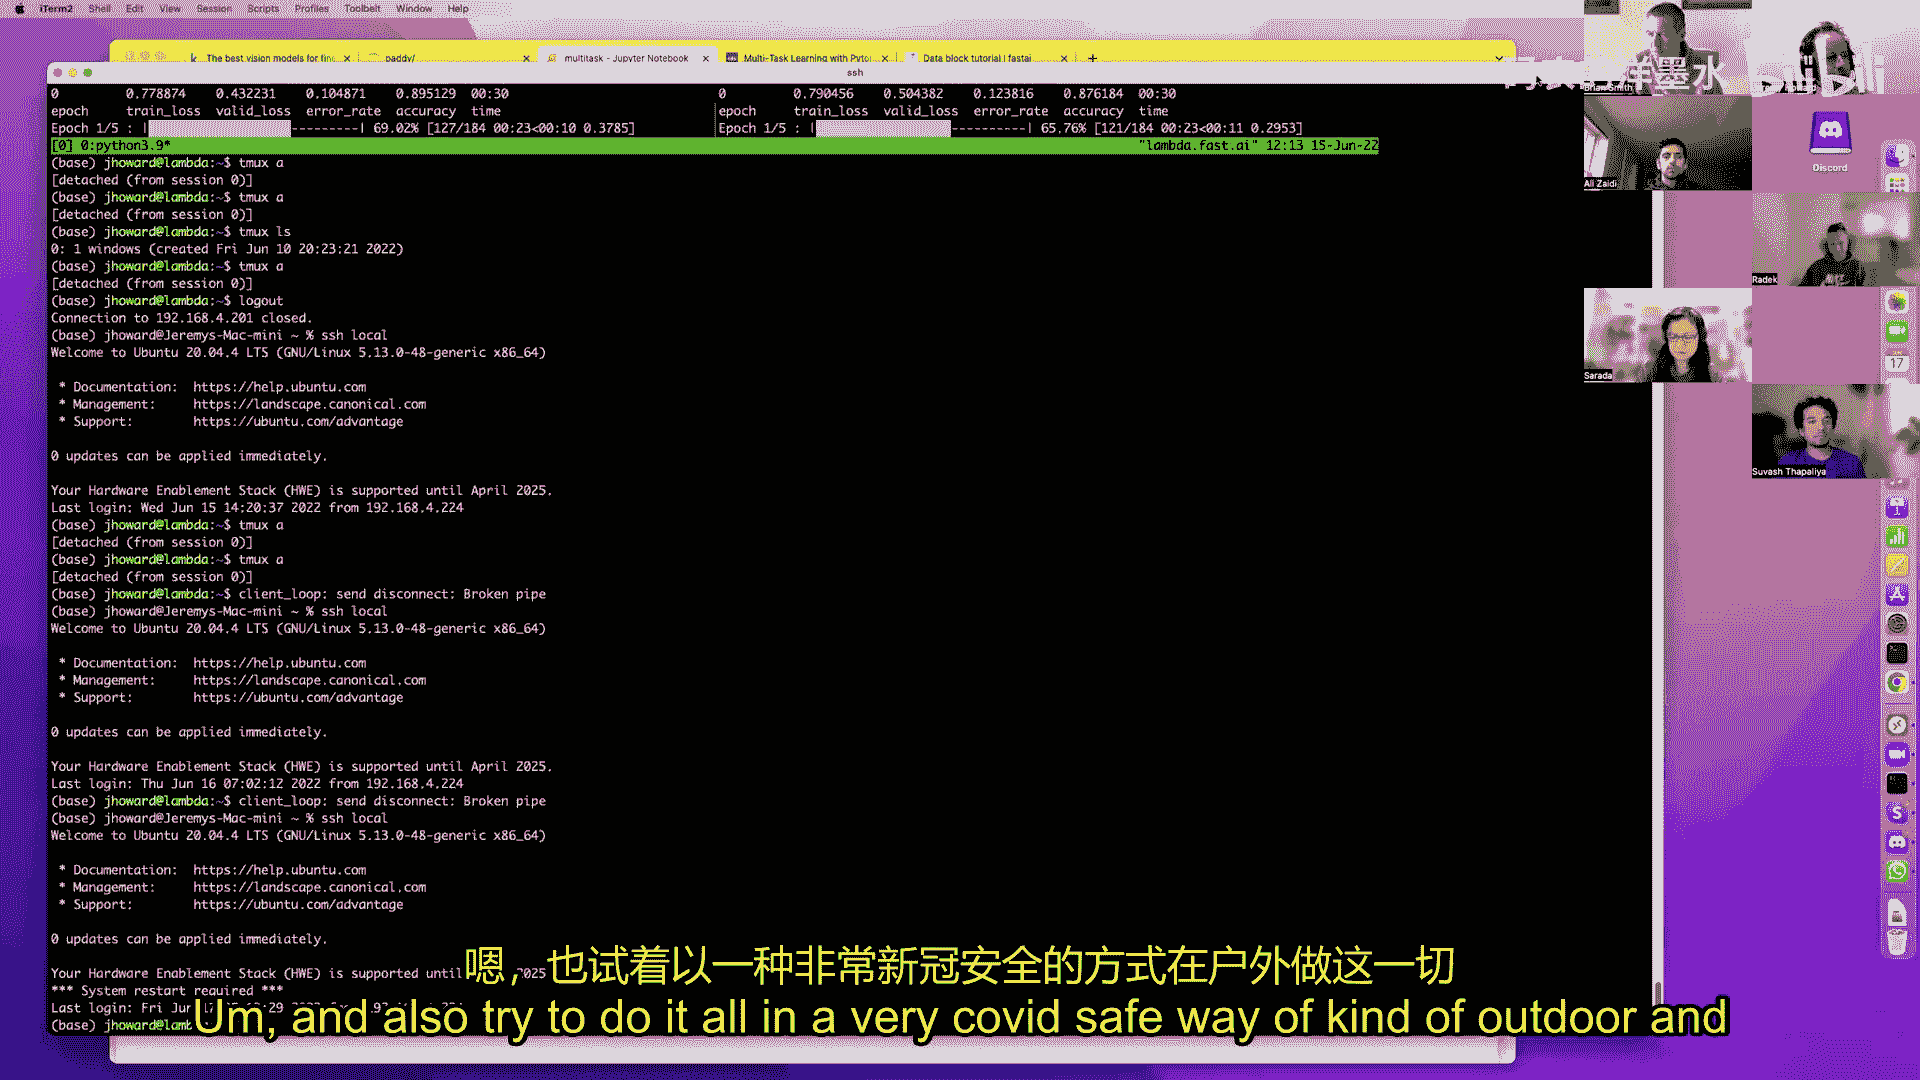 iTerm2 Shell Edit View Session Scripts Profiles Toolbelt Window Help
The best vision models for fin paddy/ multitask - Jupyter Notebook Multi-Task Learning with Pyto Data block tutorial | fastai
ssh
0 0.778874 0.432231 0.104871 0.895129 00:30 0 0.790456 0.504382 0.123816 0.876184 00:30
epoch train_loss valid_loss error_rate accuracy time epoch train_loss valid_loss error_rate accuracy time
Epoch 1/5 : |----------| 69.02% [127/184 00:23<00:10 0.3785] Epoch 1/5 : |-----------| 65.76% [121/184 00:23<00:11 0.2953]
[0] 0:python3.9* "lambda.fast.ai" 12:13 15-Jun-22
(base) jhoward@lambda:~$ tmux a
[detached (from session 0)]
(base) jhoward@lambda:~$ tmux a
[detached (from session 0)]
(base) jhoward@lambda:~$ tmux ls
0: 1 windows (created Fri Jun 10 20:23:21 2022)
(base) jhoward@lambda:~$ tmux a
[detached (from session 0)]
(base) jhoward@lambda:~$ logout
Connection to 192.168.4.201 closed.
(base) jhoward@Jeremys-Mac-mini ~ % ssh local
Welcome to Ubuntu 20.04.4 LTS (GNU/Linux 5.13.0-48-generic x86_64)
* Documentation: https://help.ubuntu.com
* Management: https://landscape.canonical.com
* Support: https://ubuntu.com/advantage
0 updates can be applied immediately.
Your Hardware Enablement Stack (HWE) is supported until April 2025.
Last login: Wed Jun 15 14:20:37 2022 from 192.168.4.224
(base) jhoward@lambda:~$ tmux a
[detached (from session 0)]
(base) jhoward@lambda:~$ tmux a
[detached (from session 0)]
(base) jhoward@lambda:~$ client_loop: send disconnect: Broken pipe
(base) jhoward@Jeremys-Mac-mini ~ % ssh local
Welcome to Ubuntu 20.04.4 LTS (GNU/Linux 5.13.0-48-generic x86_64)
* Documentation: https://help.ubuntu.com
* Management: https://landscape.canonical.com
* Support: https://ubuntu.com/advantage
0 updates can be applied immediately.
Your Hardware Enablement Stack (HWE) is supported until April 2025.
Last login: Thu Jun 16 07:02:12 2022 from 192.168.4.224
(base) jhoward@lambda:~$ client_loop: send disconnect: Broken pipe
(base) jhoward@Jeremys-Mac-mini ~ % ssh local
Welcome to Ubuntu 20.04.4 LTS (GNU/Linux 5.13.0-48-generic x86_64)
* Documentation: https://help.ubuntu.com
* Management: https://landscape.canonical.com
* Support: https://ubuntu.com/advantage
0 updates can be applied immediately.
Your Hardware Enablement Stack (HWE) is supported until 2025
*** System restart required ***
Last login: Fri Jun
(base) jhoward@lamb
嗯，也试着以一种非常新冠安全的方式在户外做这一切
Um, and also try to do it all in a very covid safe way of kind of outdoor and
洋墨水
bilibili
Brian Smith
Ali Zaidi
Discord
Radek
Sarada
17
Suvash Thapaliya